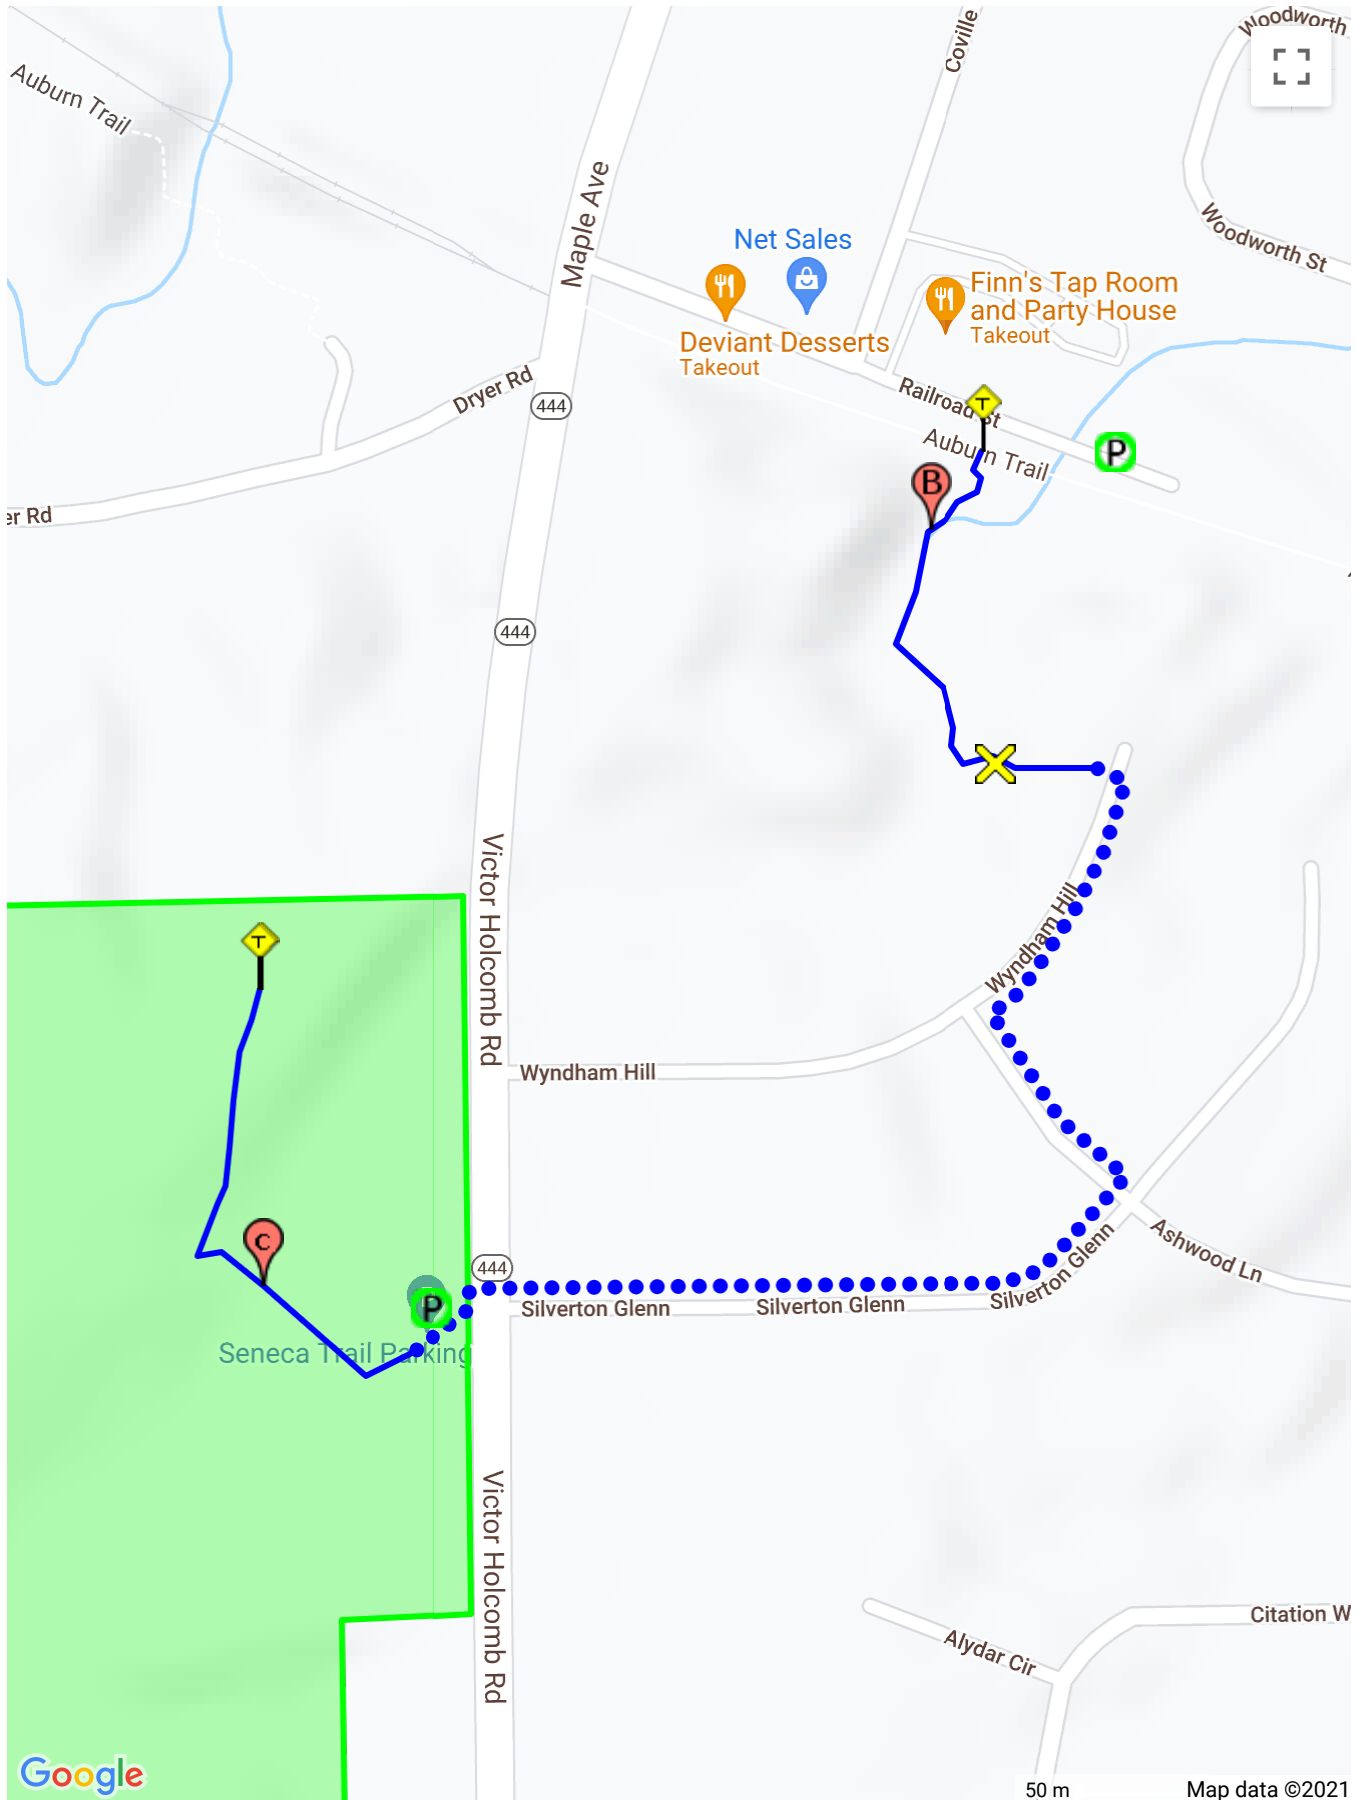 Woodworth
Coville
Auburn Trail
Maple Ave
Woodworth St
Net Sales
Finn's Tap Room
and Party House
Takeout
Deviant Desserts
Takeout
Dryer Rd
444
Railroad St
T
Auburn Trail
P
B
er Rd
444
Victor Holcomb Rd
Wyndham Hill
T
Wyndham Hill
C
Ashwood Ln
444
Silverton Glenn
Silverton Glenn
Silverton Glenn
P
Seneca Trail Parking
Victor Holcomb Rd
Citation W
Alydar Cir
Google
50 m
Map data ©2021